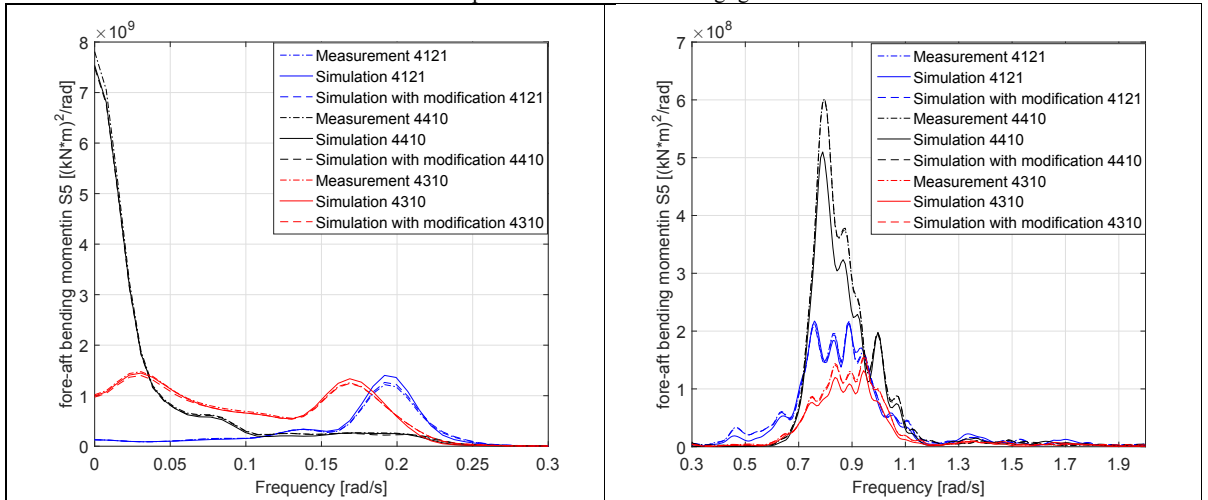 ×10⁹
fore-aft bending momentin S5 [(kN*m)²/rad]
8
7
6
5
4
3
2
1
0
Measurement 4121
Simulation 4121
Simulation with modification 4121
Measurement 4410
Simulation 4410
Simulation with modification 4410
Measurement 4310
Simulation 4310
Simulation with modification 4310
0 0.05 0.1 0.15 0.2 0.25 0.3
Frequency [rad/s]
×10⁸
fore-aft bending momentin S5 [(kN*m)²/rad]
7
6
5
4
3
2
1
0
Measurement 4121
Simulation 4121
Simulation with modification 4121
Measurement 4410
Simulation 4410
Simulation with modification 4410
Measurement 4310
Simulation 4310
Simulation with modification 4310
0.3 0.5 0.7 0.9 1.1 1.3 1.5 1.7 1.9
Frequency [rad/s]